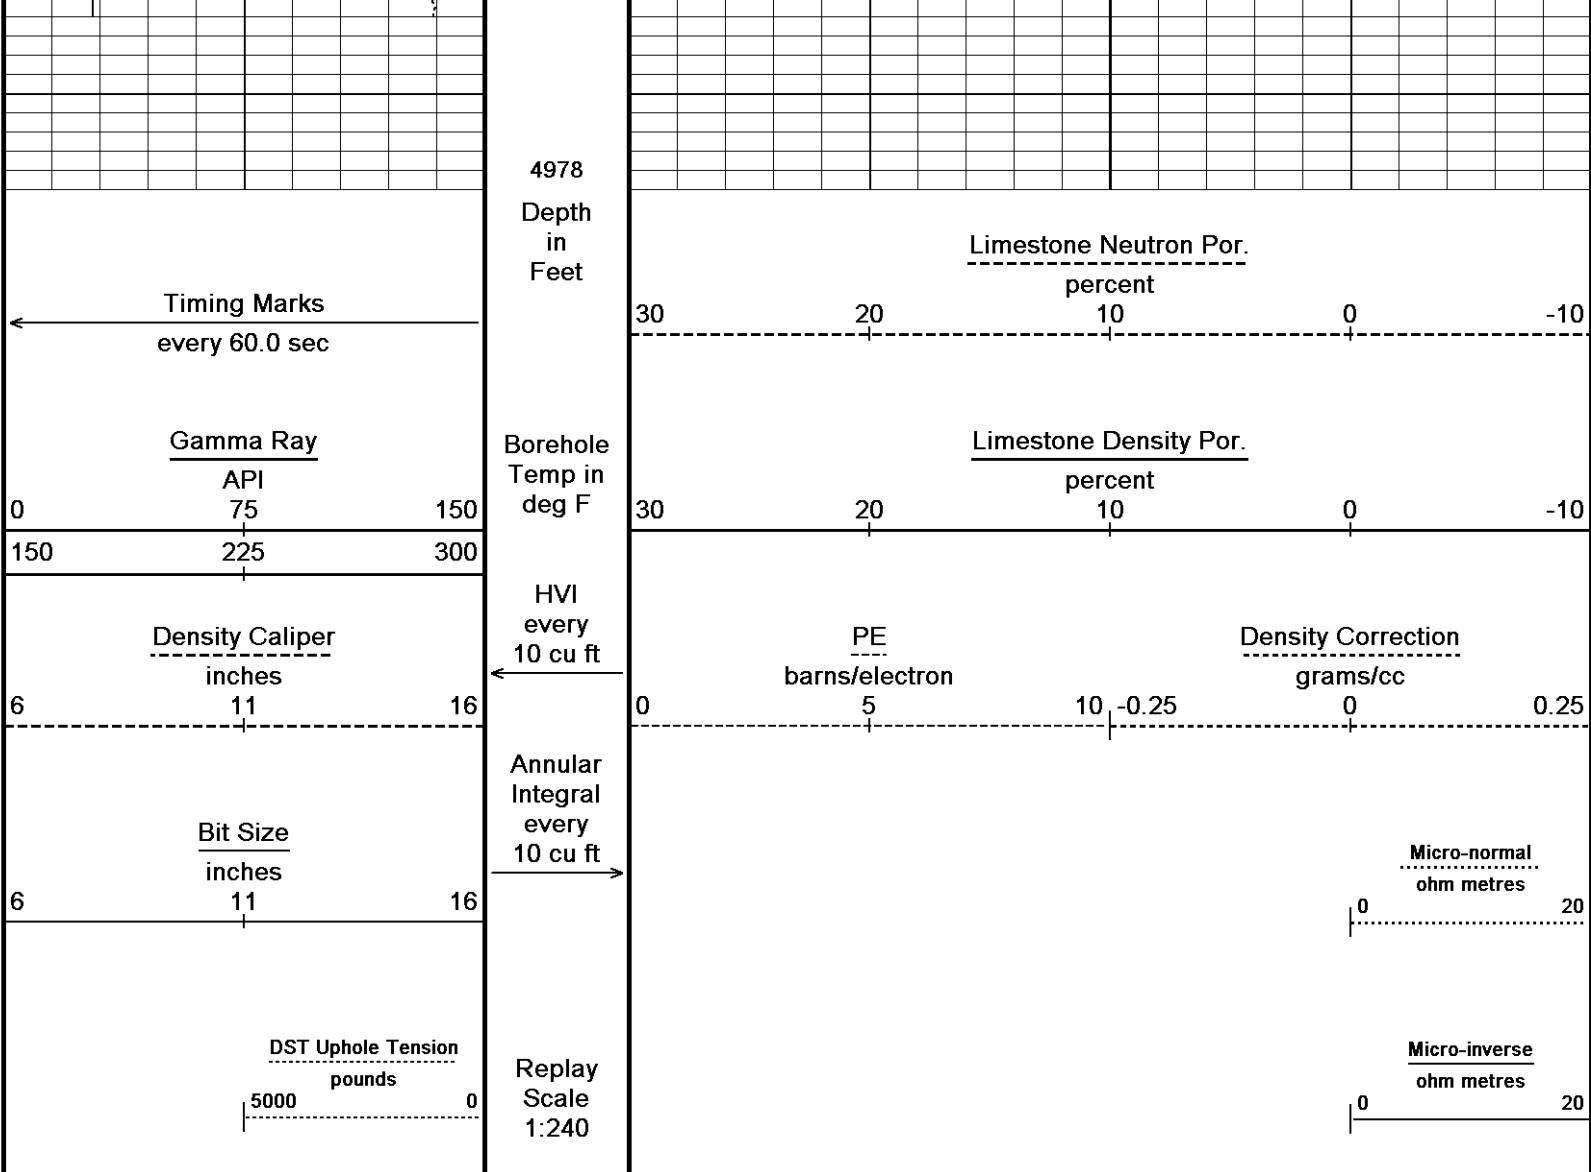 4978
Depth
in
Feet
Timing Marks
every 60.0 sec
Limestone Neutron Por.
percent
30 20 10 0 -10
Gamma Ray
API
0 75 150
150 225 300
Borehole
Temp in
deg F
Limestone Density Por.
percent
30 20 10 0 -10
HVI
every
10 cu ft
Density Caliper
inches
6 11 16
PE
barns/electron
0 5 10
Density Correction
grams/cc
-0.25 0 0.25
Annular
Integral
every
10 cu ft
Bit Size
inches
6 11 16
Micro-normal
ohm metres
0 20
DST Uphole Tension
pounds
5000 0
Replay
Scale
1:240
Micro-inverse
ohm metres
0 20